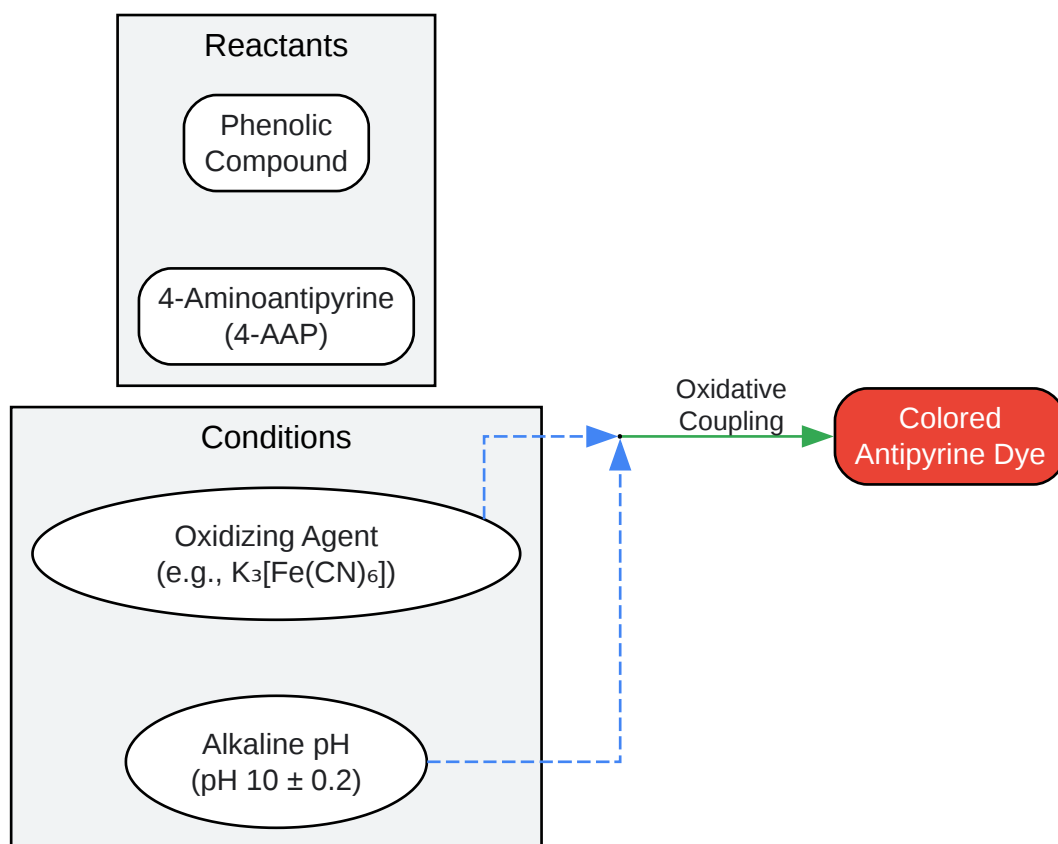 Reactants
Phenolic
Compound
4-Aminoantipyrine
(4-AAP)
Conditions
Oxidizing Agent
(e.g., K₃[Fe(CN)₆])
Alkaline pH
(pH 10 ± 0.2)
Oxidative
Coupling
Colored
Antipyrine Dye